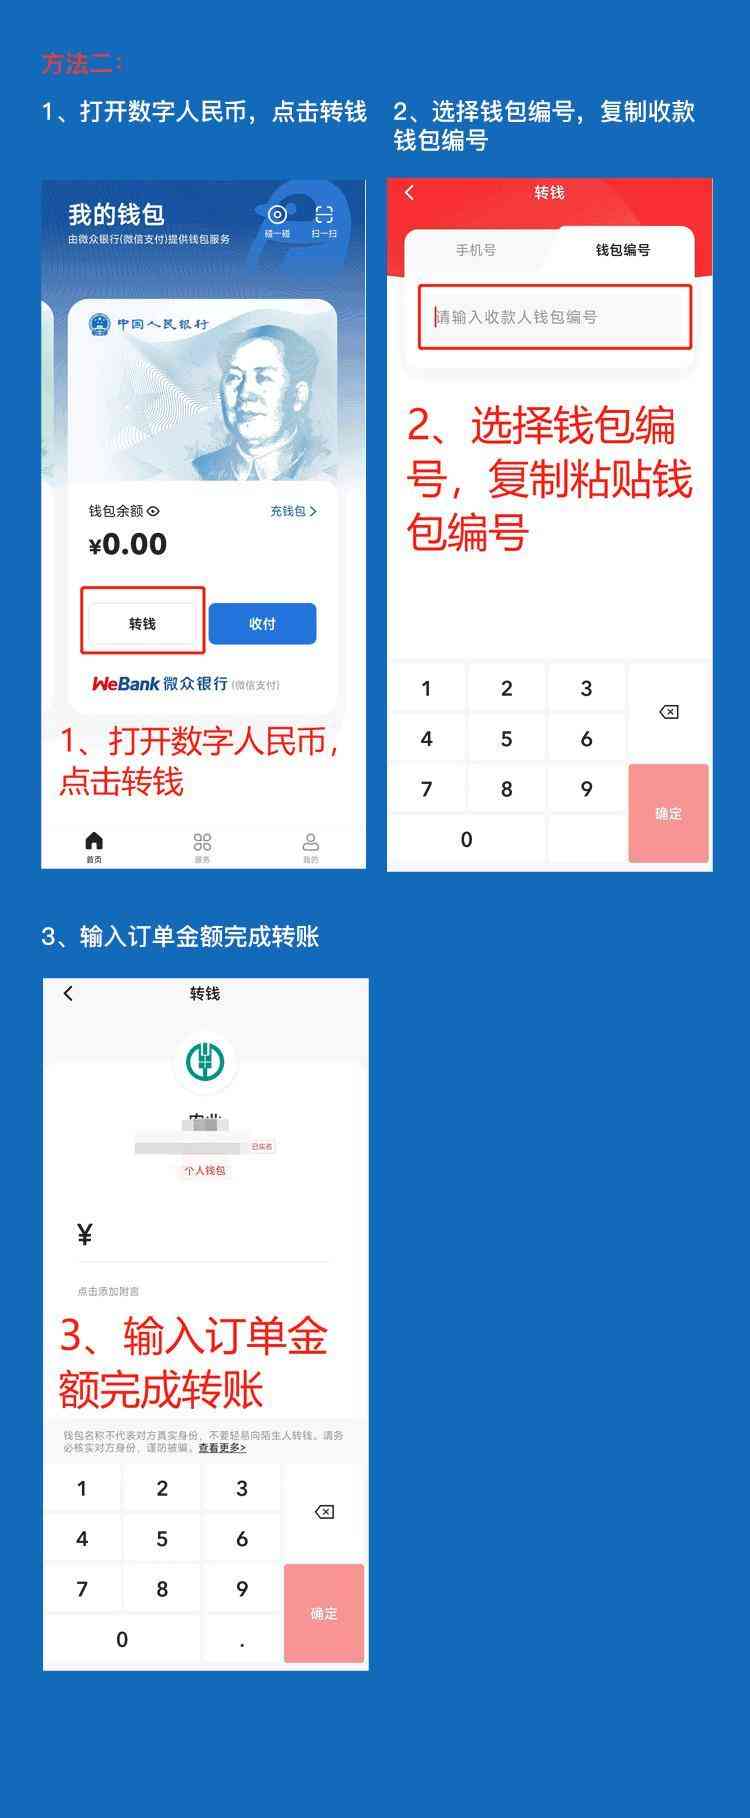 方法二：
1、打开数字人民币，点击转钱
2、选择钱包编号，复制收款
钱包编号
我的钱包
由微众银行(微信支付)提供钱包服务
碰一碰
扫一扫
中国人民银行
钱包余额
充钱包
¥0.00
转钱
收付
WeBank 微众银行 (微信支付)
1、打开数字人民币，
点击转钱
首页
服务
我的
转钱
手机号
钱包编号
请输入收款人钱包编号
2、选择钱包编
号，复制粘贴钱
包编号
1 2 3
4 5 6
7 8 9
0
确定
3、输入订单金额完成转账
转钱
已实名
个人钱包
¥
点击添加附言
3、输入订单金
额完成转账
钱包名称不代表对方真实身份，不要轻易向陌生人转钱。请务
必核实对方身份，谨防被骗。查看更多>
1 2 3
4 5 6
7 8 9
0 .
确定